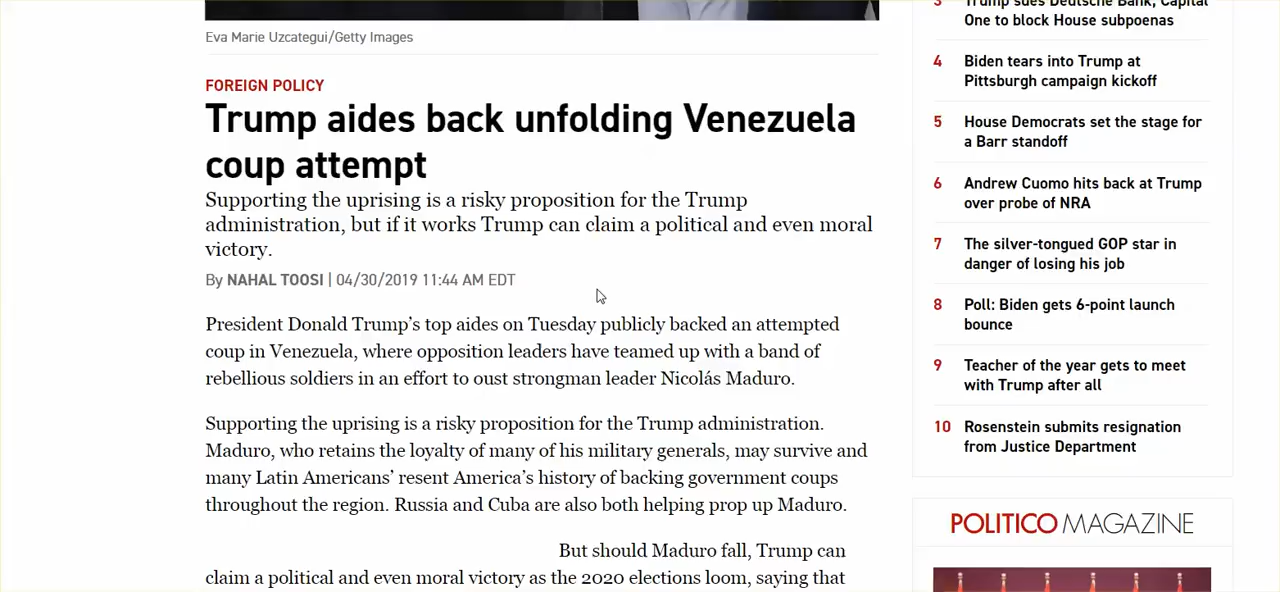 Eva Marie Uzcategui/Getty Images
FOREIGN POLICY
Trump aides back unfolding Venezuela
coup attempt
Supporting the uprising is a risky proposition for the Trump
administration, but if it works Trump can claim a political and even moral
victory.
By NAHAL TOOSI | 04/30/2019 11:44 AM EDT
President Donald Trump's top aides on Tuesday publicly backed an attempted
coup in Venezuela, where opposition leaders have teamed up with a band of
rebellious soldiers in an effort to oust strongman leader Nicolás Maduro.
Supporting the uprising is a risky proposition for the Trump administration.
Maduro, who retains the loyalty of many of his military generals, may survive and
many Latin Americans' resent America's history of backing government coups
throughout the region. Russia and Cuba are also both helping prop up Maduro.
But should Maduro fall, Trump can
claim a political and even moral victory as the 2020 elections loom, saying that
3 Trump sues Deutsche Bank, Capital
One to block House subpoenas
4 Biden tears into Trump at
Pittsburgh campaign kickoff
5 House Democrats set the stage for
a Barr standoff
6 Andrew Cuomo hits back at Trump
over probe of NRA
7 The silver-tongued GOP star in
danger of losing his job
8 Poll: Biden gets 6-point launch
bounce
9 Teacher of the year gets to meet
with Trump after all
10 Rosenstein submits resignation
from Justice Department
POLITICO MAGAZINE